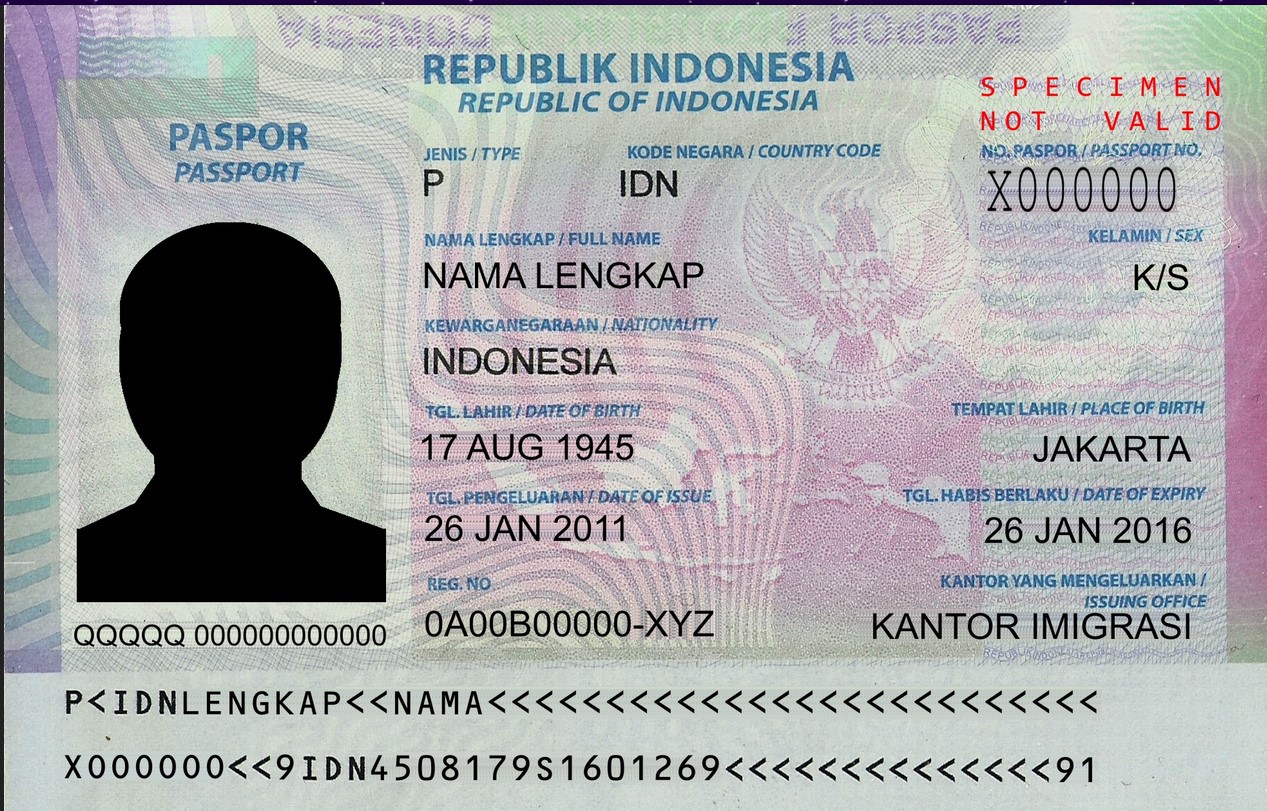 REPUBLIK INDONESIA
REPUBLIC OF INDONESIA
SPECIMEN
NOT VALID
PASPOR
PASSPORT
JENIS / TYPE KODE NEGARA / COUNTRY CODE NO. PASPOR / PASSPORT NO.
P IDN X000000
NAMA LENGKAP / FULL NAME KELAMIN / SEX
NAMA LENGKAP K/S
KEWARGANEGARAAN / NATIONALITY
INDONESIA
TGL. LAHIR / DATE OF BIRTH TEMPAT LAHIR / PLACE OF BIRTH
17 AUG 1945 JAKARTA
TGL. PENGELUARAN / DATE OF ISSUE TGL. HABIS BERLAKU / DATE OF EXPIRY
26 JAN 2011 26 JAN 2016
REG. NO KANTOR YANG MENGELUARKAN /
ISSUING OFFICE
0A00B00000-XYZ KANTOR IMIGRASI
QQQQQ 000000000000
P<IDNLENGKAP<<NAMA<<<<<<<<<<<<<<<<<<<<<<<<<<
X000000<<9IDN4508179S1601269<<<<<<<<<<<<<<91